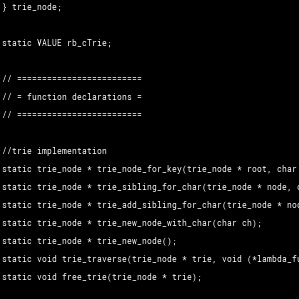 } trie_node;
static VALUE rb_cTrie;
// =========================
// = function declarations =
// =========================
//trie implementation
static trie_node * trie_node_for_key(trie_node * root, char
static trie_node * trie_sibling_for_char(trie_node * node,
static trie_node * trie_add_sibling_for_char(trie_node *
static trie_node * trie_new_node_with_char(char ch);
static trie_node * trie_new_node();
static void trie_traverse(trie_node * trie, void
static void free_trie(trie_node * trie);